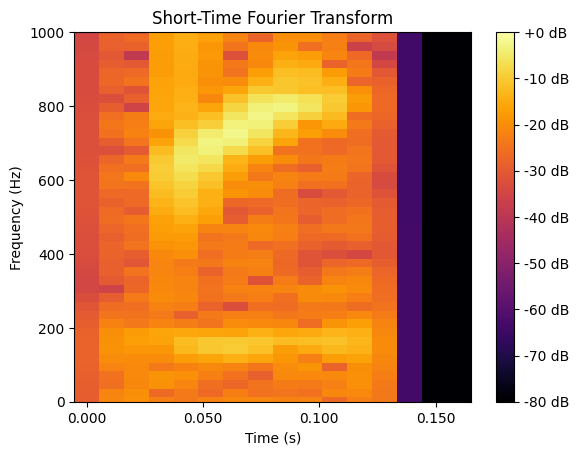 Short-Time Fourier Transform
1000
800
600
400
200
0
Frequency (Hz)
0.000
0.050
0.100
0.150
Time (s)
+0 dB
-10 dB
-20 dB
-30 dB
-40 dB
-50 dB
-60 dB
-70 dB
-80 dB